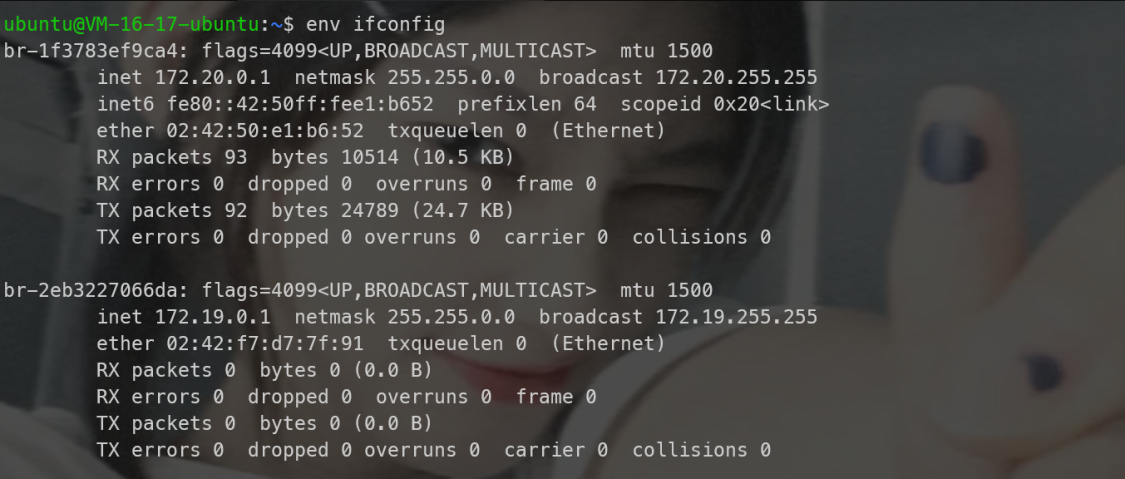 ubuntu@VM-16-17-ubuntu:~$ env ifconfig
br-1f3783ef9ca4: flags=4099<UP,BROADCAST,MULTICAST>  mtu 1500
        inet 172.20.0.1  netmask 255.255.0.0  broadcast 172.20.255.255
        inet6 fe80::42:50ff:fee1:b652  prefixlen 64  scopeid 0x20<link>
        ether 02:42:50:e1:b6:52  txqueuelen 0  (Ethernet)
        RX packets 93  bytes 10514 (10.5 KB)
        RX errors 0  dropped 0  overruns 0  frame 0
        TX packets 92  bytes 24789 (24.7 KB)
        TX errors 0  dropped 0 overruns 0  carrier 0  collisions 0

br-2eb3227066da: flags=4099<UP,BROADCAST,MULTICAST>  mtu 1500
        inet 172.19.0.1  netmask 255.255.0.0  broadcast 172.19.255.255
        ether 02:42:f7:d7:7f:91  txqueuelen 0  (Ethernet)
        RX packets 0  bytes 0 (0.0 B)
        RX errors 0  dropped 0  overruns 0  frame 0
        TX packets 0  bytes 0 (0.0 B)
        TX errors 0  dropped 0 overruns 0  carrier 0  collisions 0